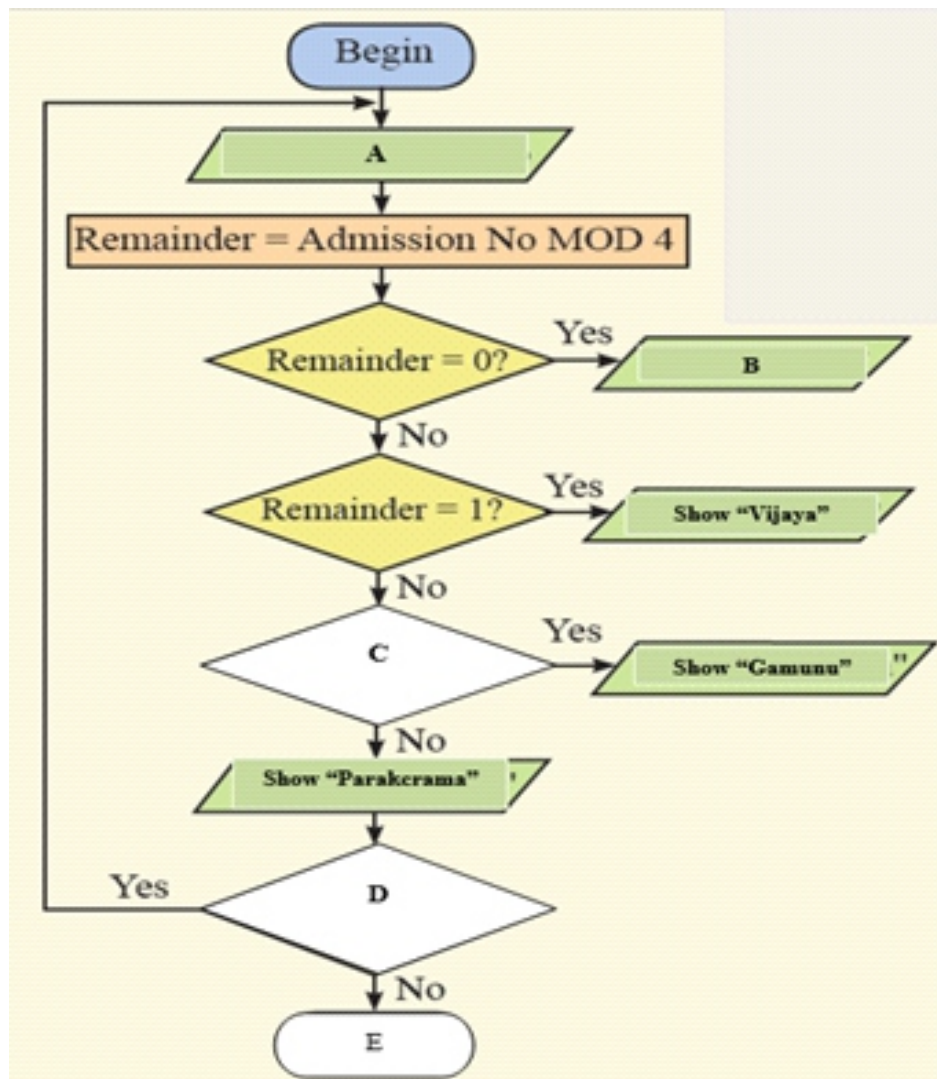 Begin
A
Remainder = Admission No MOD 4
Remainder = 0?
Yes
B
No
Remainder = 1?
Yes
Show “Vijaya”
No
C
Yes
Show “Gamunu” ."
No
Show “Parakcrama” '
D
Yes
No
E